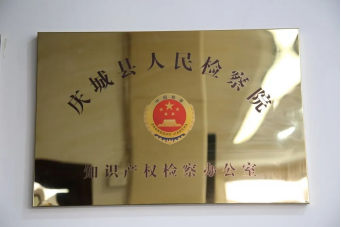 庆城县人民检察院
知识产权检察办公室